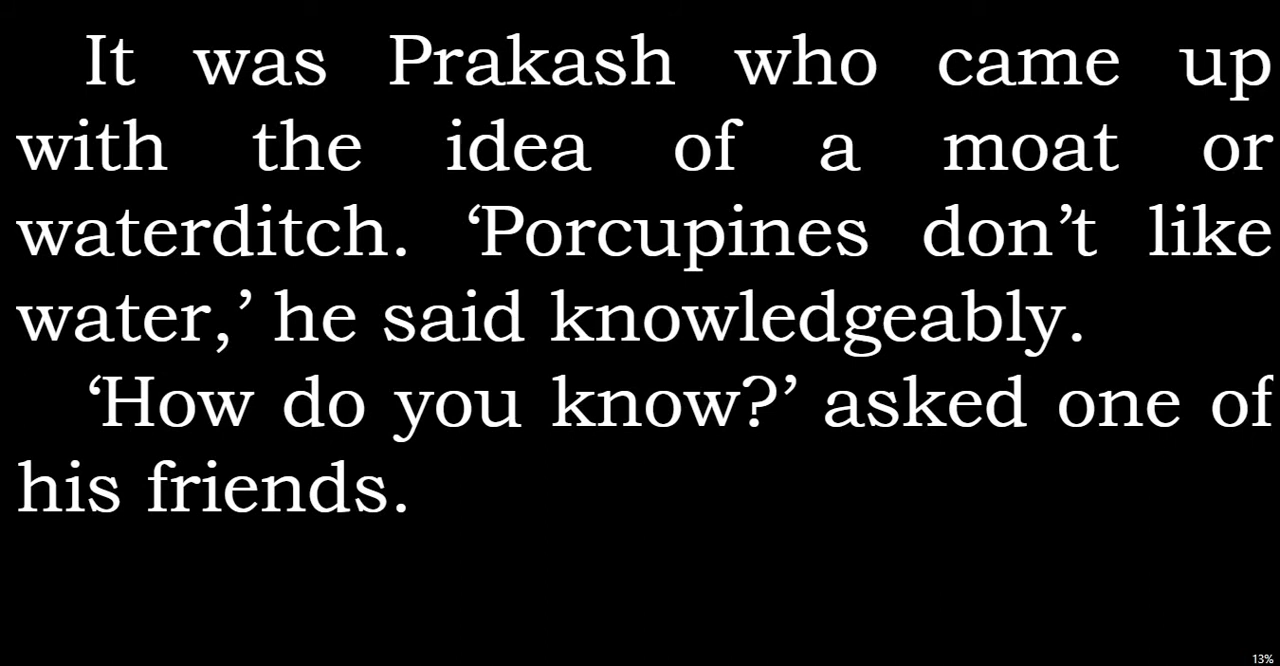 It was Prakash who came up
with the idea of a moat or
waterditch. ‘Porcupines don’t like
water,’ he said knowledgeably.
‘How do you know?’ asked one of
his friends.
13%